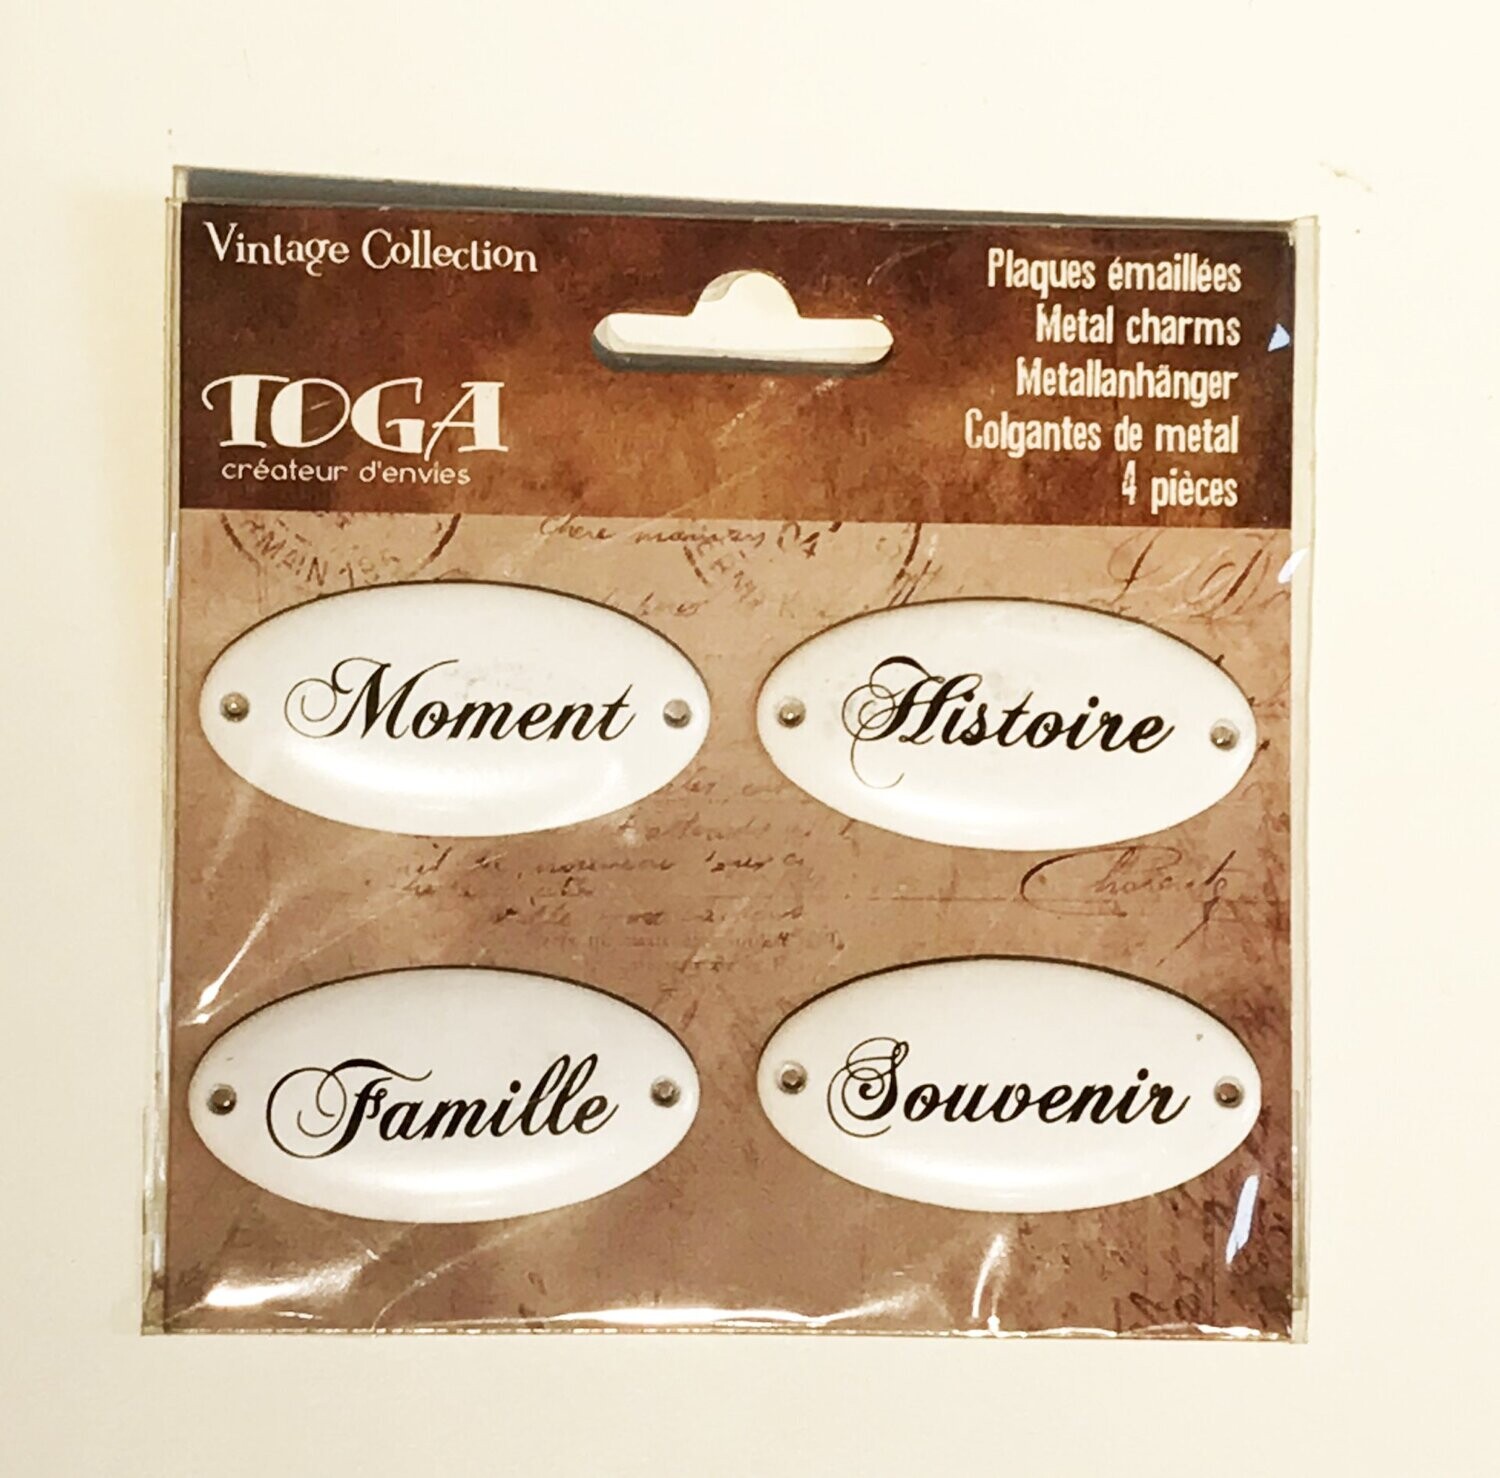 Vintage Collection
TOGA
créateur d'envies
Plaques émaillées
Metal charms
Metallanhänger
Colgantes de metal
4 pièces
Moment
Histoire
Famille
Souvenir